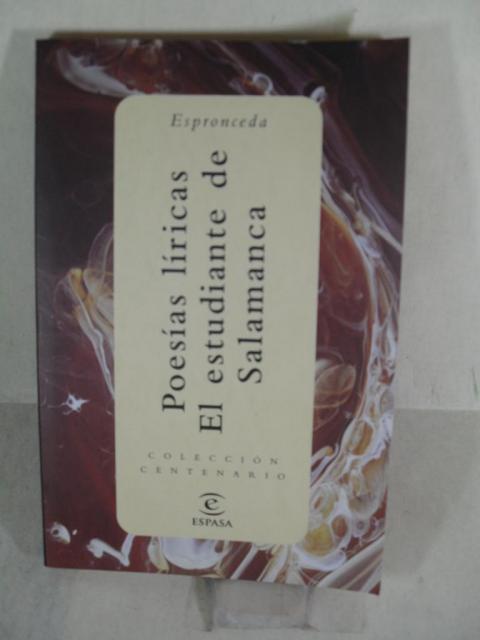 Espronceda
Poesías líricas
El estudiante de
Salamanca
COLECCIÓN
CENTENARIO
e
ESPASA